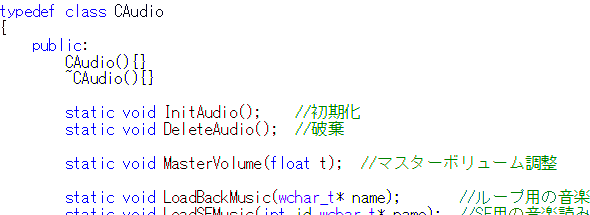 typedef class CAudio
{
public:
CAudio(){}
~CAudio(){}
static void InitAudio(); //初期化
static void DeleteAudio(); //破棄
static void MasterVolume(float t); //マスターボリューム調整
static void LoadBackMusic(wchar_t* name); //ループ用の音楽
static void LoadSEMusic(int id,wchar_t* name); //SE用の音楽読み